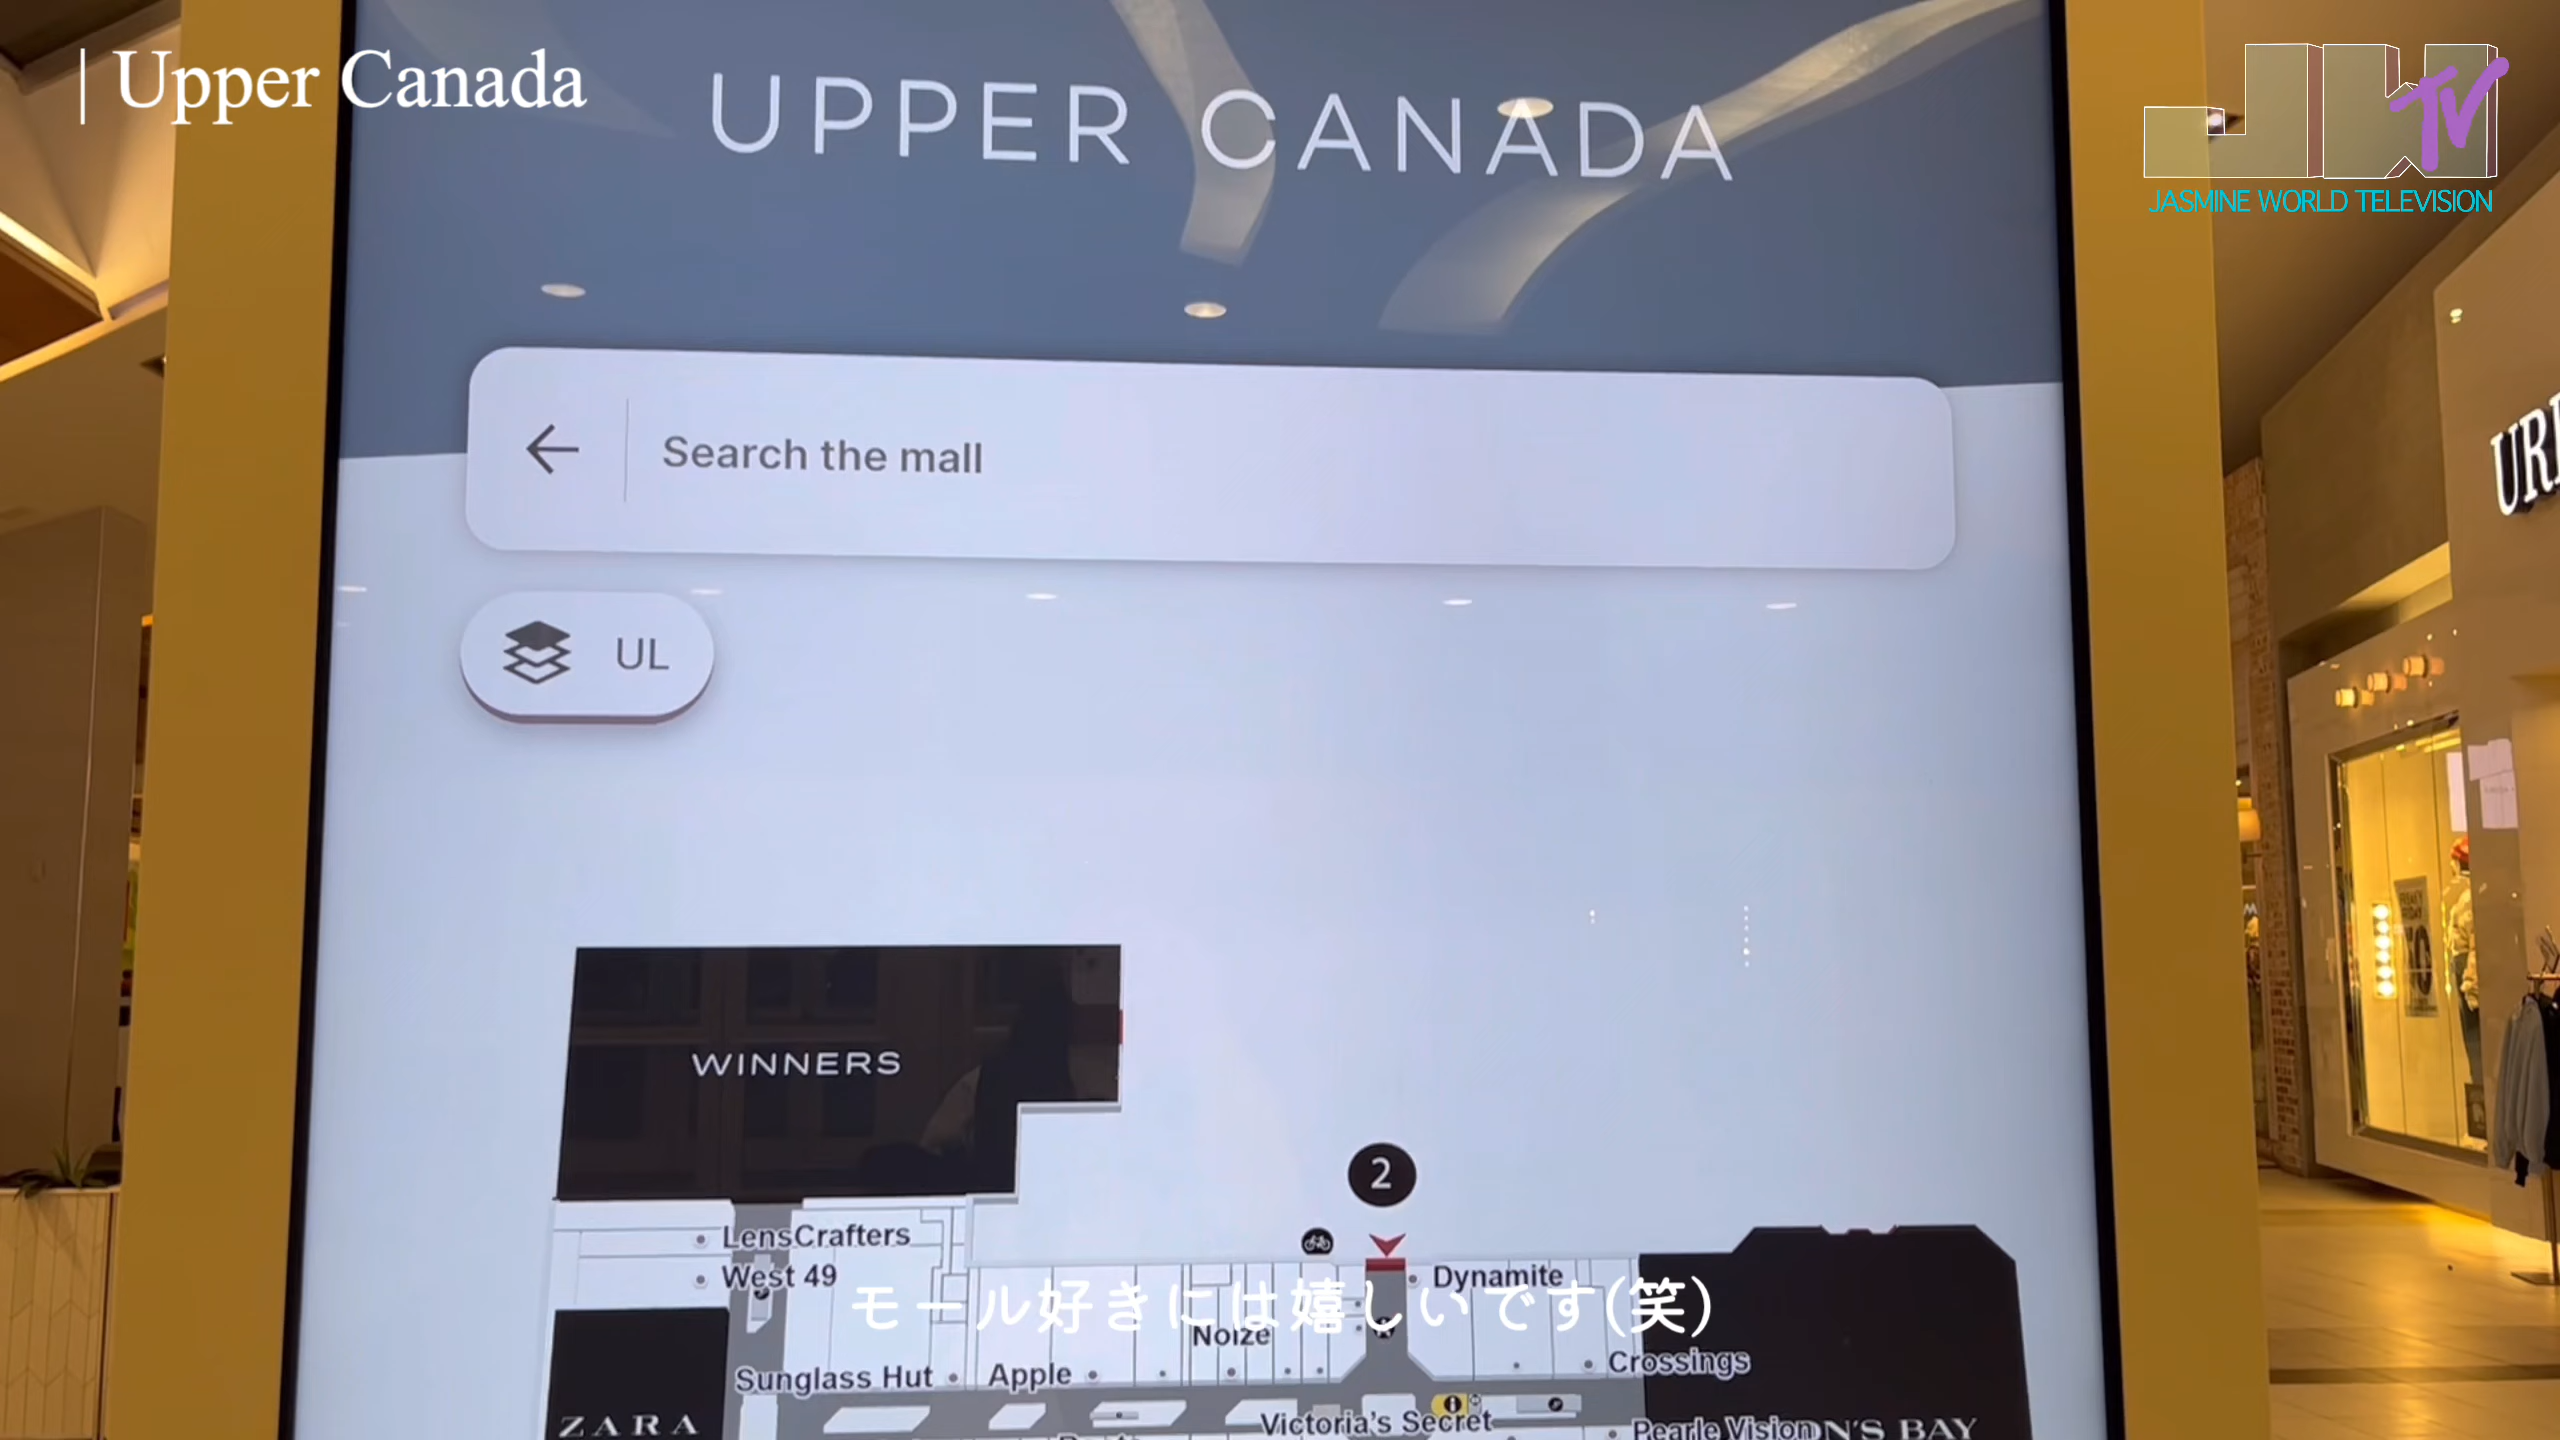 | Upper Canada
UPPER CANADA
JW TV
JASMINE WORLD TELEVISION
Search the mall
UL
WINNERS
2
LensCrafters
West 49
Dynamite
モール好きには嬉しいです(笑)
Noize
Crossings
Sunglass Hut
Apple
ZARA
Victoria's Secret
Pearle Vision
N'S BAY